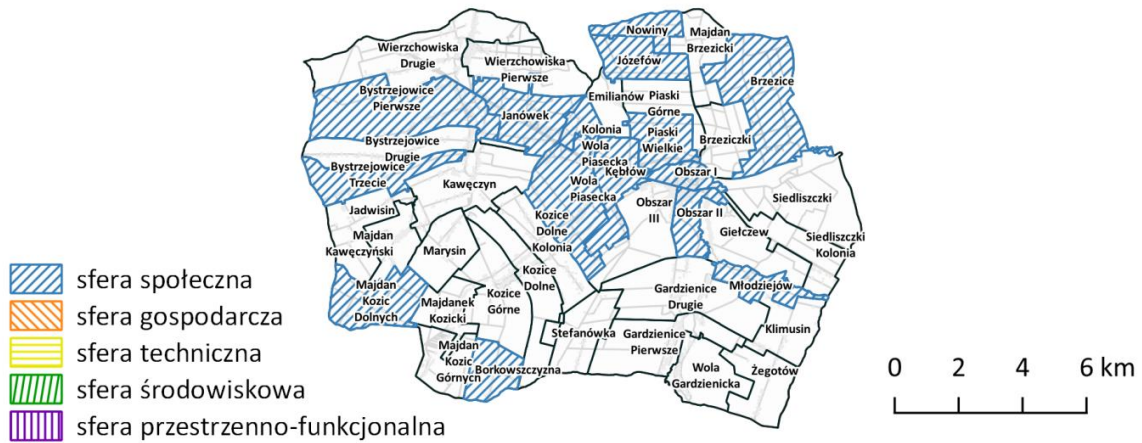 Nowiny
Majdan
Brzezicki
Wierzchowiska
Drugie
Wierzchowiska
Pierwsze
Józefów
Brzezice
Bystrzejowice
Pierwsze
Janówek
Emilianów
Piaski
Górne
Kolonia
Wola
Piasecka
Piaski
Wielkie
Brzeziczki
Bystrzejowice
Drugie
Bystrzejowice
Trzecie
Kębłów
Obszar I
Kawęczyn
Wola
Piasecka
Siedliszczki
Jadwisin
Obszar
III
Obszar II
Kozice
Dolne
Kolonia
Giełczew
Siedliszczki
Kolonia
Majdan
Kawęczyński
Marysin
Kozice
Dolne
Majdan
Kozic
Dolnych
Majdanek
Kozicki
Kozice
Górne
Gardzienice
Drugie
Młodziejów
Klimusin
Stefanówka
Gardzienice
Pierwsze
Majdan
Kozic
Górnych
Borkowszczyzna
Wola
Gardzienicka
Żegotów
sfera społeczna
sfera gospodarcza
sfera techniczna
sfera środowiskowa
sfera przestrzenno-funkcjonalna
0 2 4 6 km